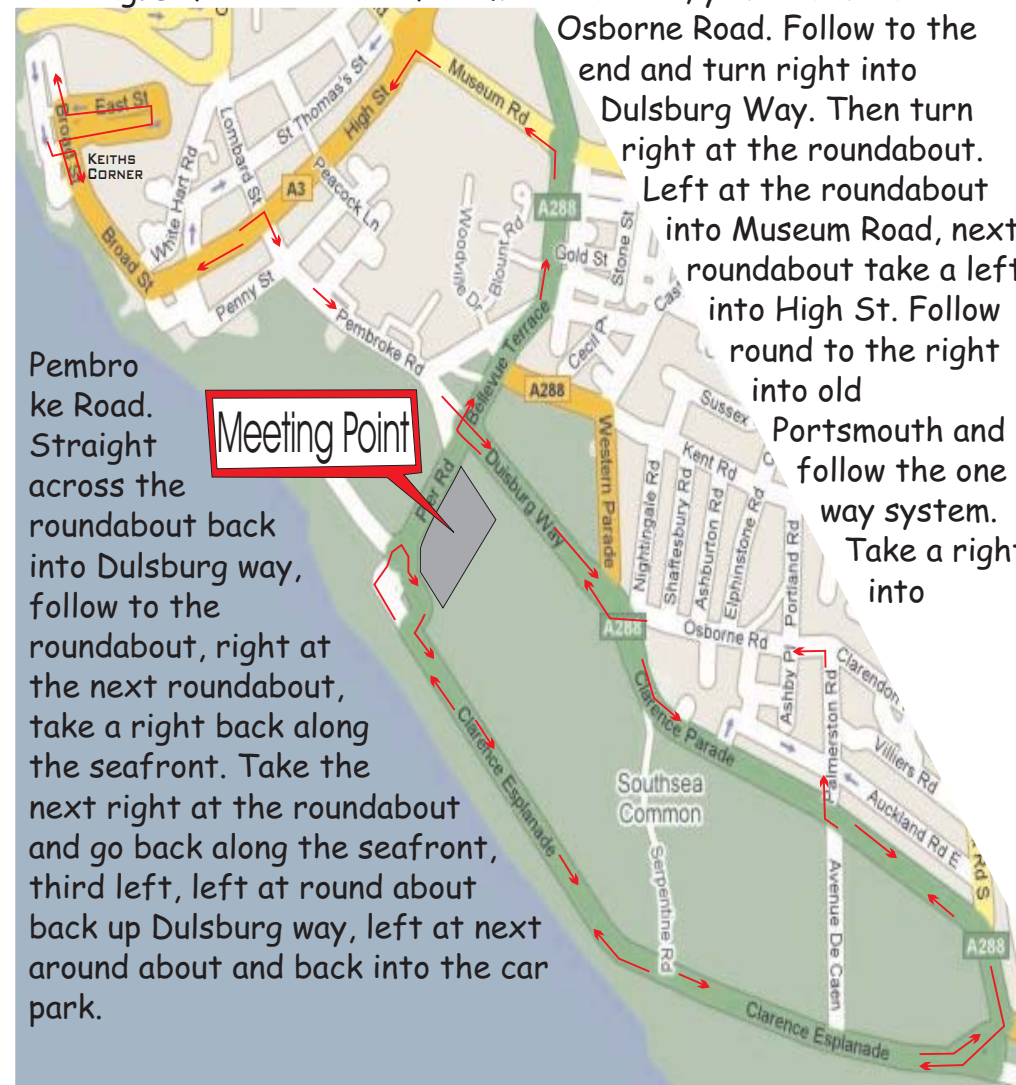 Osborne Road. Follow to the
end and turn right into
Dulsburg Way. Then turn
right at the roundabout.
Left at the roundabout
into Museum Road, next
roundabout take a left
into High St. Follow
round to the right
into old
Portsmouth and
follow the one
way system.
Take a right
into
Pembro
ke Road.
Straight
across the
roundabout back
into Dulsburg way,
follow to the
roundabout, right at
the next roundabout,
take a right back along
the seafront. Take the
next right at the roundabout
and go back along the seafront,
third left, left at round about
back up Dulsburg way, left at next
around about and back into the car
park.
Meeting Point
East St
Broad St
KEITHS
CORNER
Broad St
White Hart Rd
Lombard St
St Thomas's St
High St
A3
Peacock Ln
Penny St
Pembroke Rd
Museum Rd
A288
Woodville Dr
Blount Rd
Gold St
Stone St
Cecil Pl
Bellevue Terrace
A288
Western Parade
Pier Rd
Duisburg Way
Sussex
Kent Rd
Nightingale Rd
Shaftesbury Rd
Ashburton Rd
Elphinstone Rd
Portland Rd
A288
Osborne Rd
Ashby Pl
Clarendon
Palmerston Rd
Villiers Rd
Auckland Rd E
Rd S
Clarence Parade
Southsea
Common
Clarence Esplanade
Serpentine Rd
Avenue De Caen
A288
Clarence Esplanade